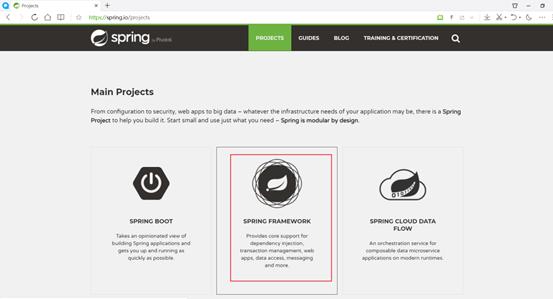 Projects
https://spring.io/projects
spring by Pivotal
PROJECTS GUIDES BLOG TRAINING & CERTIFICATION
Main Projects
From configuration to security, web apps to big data – whatever the infrastructure needs of your application may be, there is a Spring
Project to help you build it. Start small and use just what you need – Spring is modular by design.
SPRING BOOT
Takes an opinionated view of
building Spring applications and
gets you up and running as
quickly as possible.
SPRING FRAMEWORK
Provides core support for
dependency injection,
transaction management, web
apps, data access, messaging
and more.
SPRING CLOUD DATA
FLOW
An orchestration service for
composable data microservice
applications on modern runtimes.